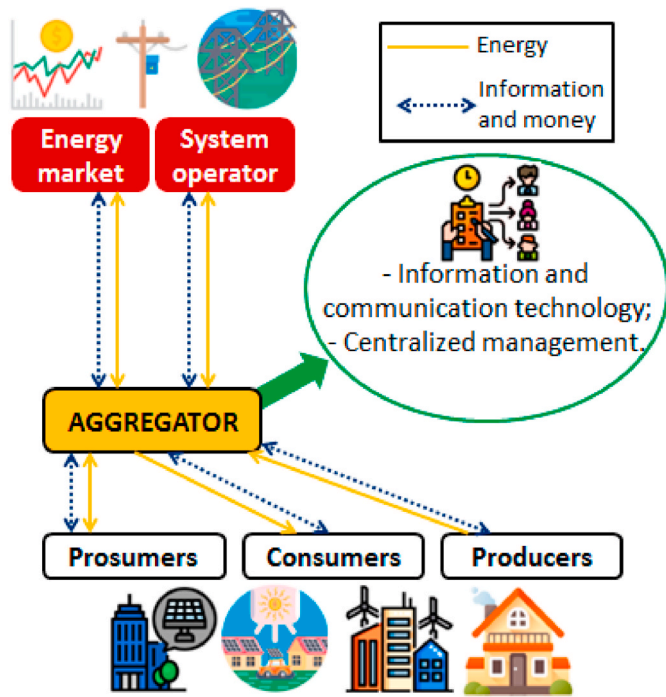 Energy
Information
and money
Energy
market
System
operator
- Information and
communication technology;
- Centralized management.
AGGREGATOR
Prosumers
Consumers
Producers